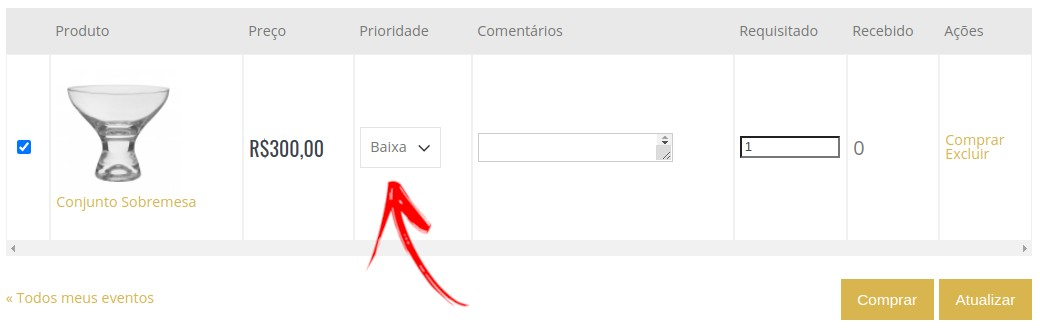 Produto Preço Prioridade Comentários Requisitado Recebido Ações
R$300,00 Baixa 1 0 Comprar
Excluir
Conjunto Sobremesa
« Todos meus eventos Comprar Atualizar